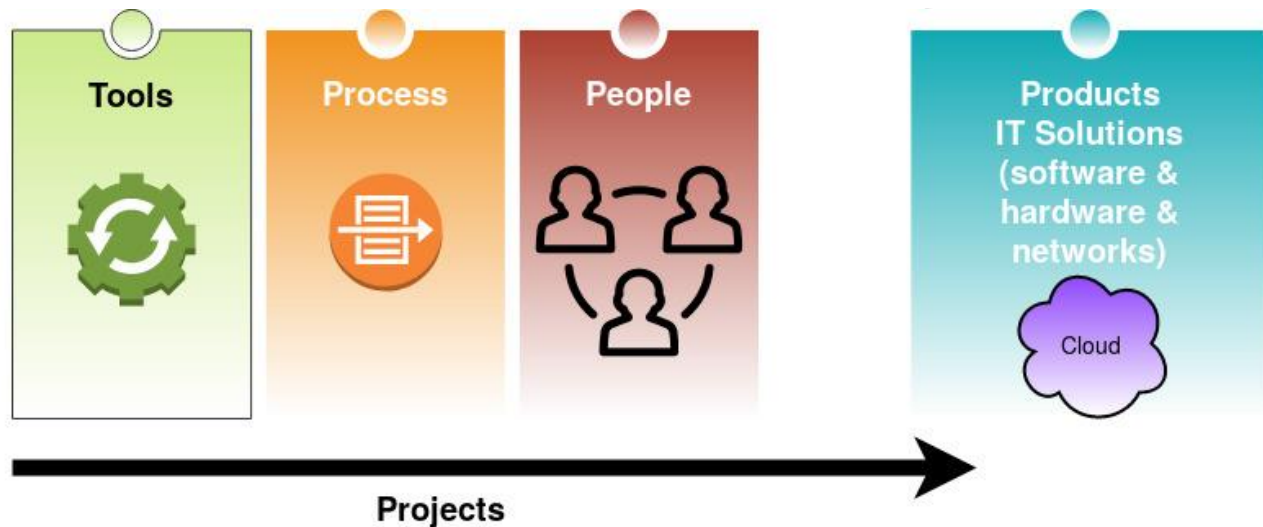 Tools
Process
People
Products
IT Solutions
(software &
hardware &
networks)
Cloud
Projects